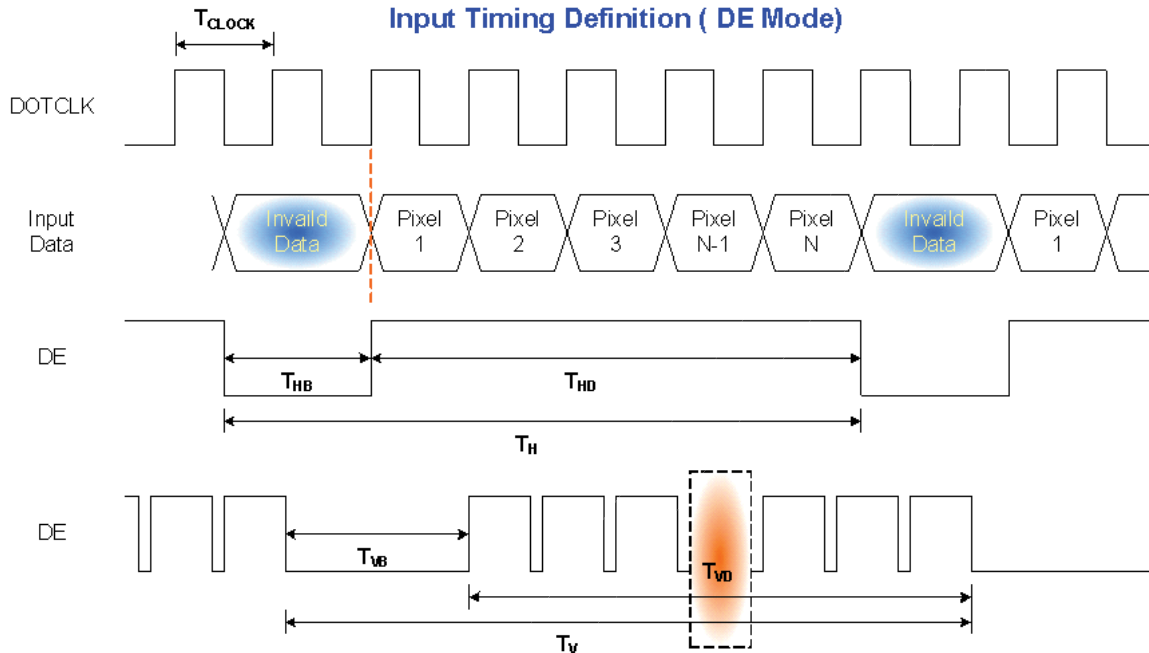 Input Timing Definition ( DE Mode)
TCLOCK
DOTCLK
Input
Data
Invaild
Data
Pixel
1
Pixel
2
Pixel
3
Pixel
N-1
Pixel
N
Invaild
Data
Pixel
1
DE
THB
THD
TH
DE
TVB
TVD
TV